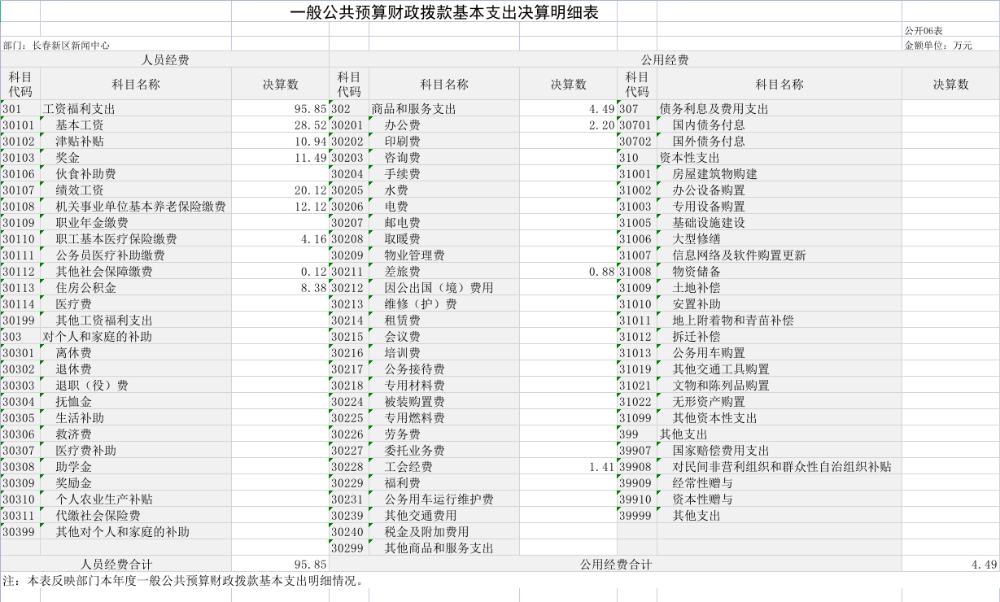 一般公共预算财政拨款基本支出决算明细表
公开06表
部门：长春新区新闻中心 金额单位：万元
人员经费 公用经费
科目代码 科目名称 决算数 科目代码 科目名称 决算数 科目代码 科目名称 决算数
301 工资福利支出 95.85 302 商品和服务支出 4.49 307 债务利息及费用支出
30101 基本工资 28.52 30201 办公费 2.20 30701 国内债务付息
30102 津贴补贴 10.94 30202 印刷费 30702 国外债务付息
30103 奖金 11.49 30203 咨询费 310 资本性支出
30106 伙食补助费 30204 手续费 31001 房屋建筑物购建
30107 绩效工资 20.12 30205 水费 31002 办公设备购置
30108 机关事业单位基本养老保险缴费 12.12 30206 电费 31003 专用设备购置
30109 职业年金缴费 30207 邮电费 31005 基础设施建设
30110 职工基本医疗保险缴费 4.16 30208 取暖费 31006 大型修缮
30111 公务员医疗补助缴费 30209 物业管理费 31007 信息网络及软件购置更新
30112 其他社会保障缴费 0.12 30211 差旅费 0.88 31008 物资储备
30113 住房公积金 8.38 30212 因公出国（境）费用 31009 土地补偿
30114 医疗费 30213 维修（护）费 31010 安置补助
30199 其他工资福利支出 30214 租赁费 31011 地上附着物和青苗补偿
303 对个人和家庭的补助 30215 会议费 31012 拆迁补偿
30301 离休费 30216 培训费 31013 公务用车购置
30302 退休费 30217 公务接待费 31019 其他交通工具购置
30303 退职（役）费 30218 专用材料费 31021 文物和陈列品购置
30304 抚恤金 30224 被装购置费 31022 无形资产购置
30305 生活补助 30225 专用燃料费 31099 其他资本性支出
30306 救济费 30226 劳务费 399 其他支出
30307 医疗费补助 30227 委托业务费 39907 国家赔偿费用支出
30308 助学金 30228 工会经费 1.41 39908 对民间非营利组织和群众性自治组织补贴
30309 奖励金 30229 福利费 39909 经常性赠与
30310 个人农业生产补贴 30231 公务用车运行维护费 39910 资本性赠与
30311 代缴社会保险费 30239 其他交通费用 39999 其他支出
30399 其他对个人和家庭的补助 30240 税金及附加费用
30299 其他商品和服务支出
人员经费合计 95.85 公用经费合计 4.49
注：本表反映部门本年度一般公共预算财政拨款基本支出明细情况。